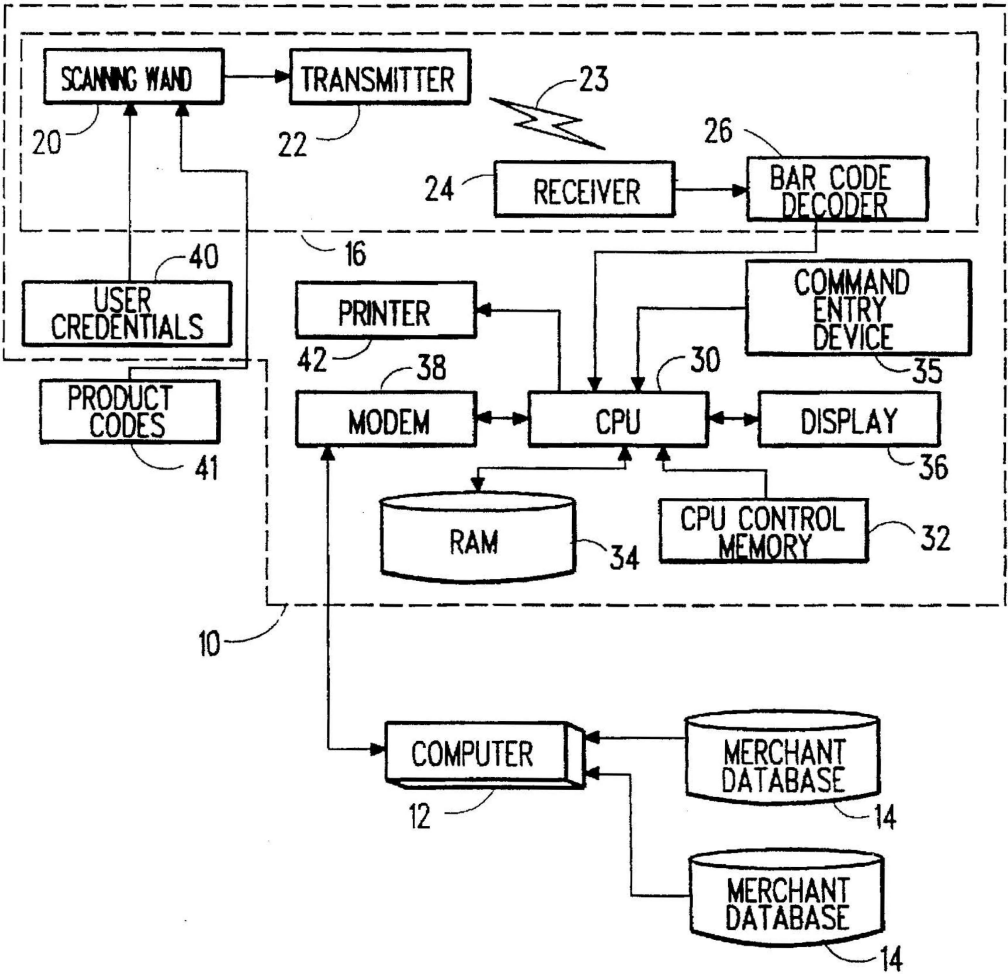 SCANNING WAND
20
TRANSMITTER
22
23
24
RECEIVER
26
BAR CODE
DECODER
16
40
USER
CREDENTIALS
PRODUCT
CODES
41
PRINTER
42
COMMAND
ENTRY
DEVICE
35
38
MODEM
30
CPU
DISPLAY
36
RAM
34
CPU CONTROL
MEMORY
32
10
COMPUTER
12
MERCHANT
DATABASE
14
MERCHANT
DATABASE
14